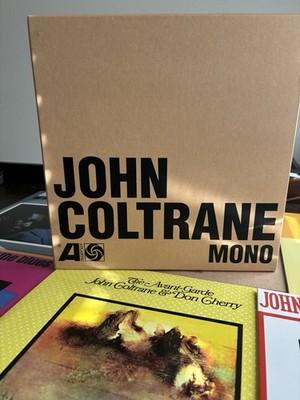 JOHN
COLTRANE
MONO
The Avant-Garde
John Coltrane & Don Cherry
JOHN